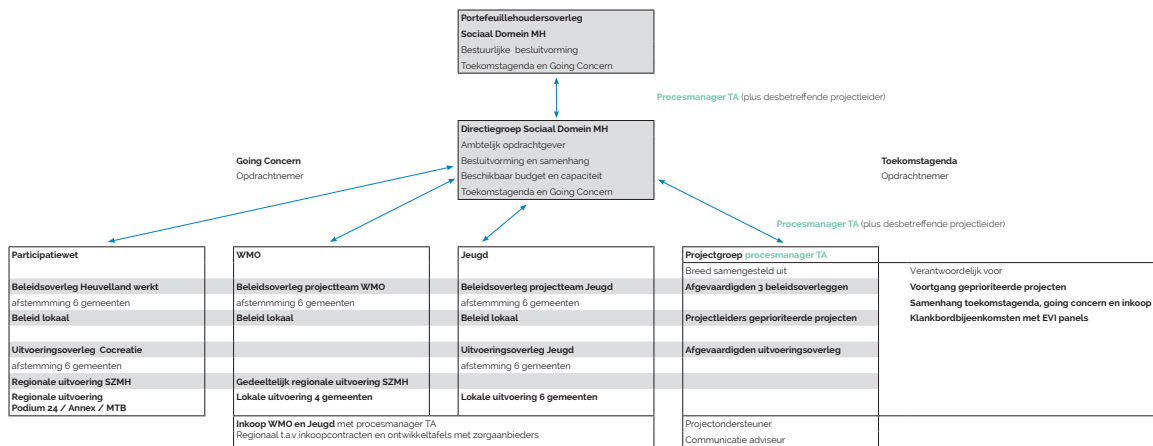 Portefeuillehoudersoverleg
Sociaal Domein MH
Bestuurlijke besluitvorming
Toekomstagenda en Going Concern
Procesmanager TA (plus desbetreffende projectleider)
Directiegroep Sociaal Domein MH
Ambtelijk opdrachtgever
Besluitvorming en samenhang
Beschikbaar budget en capaciteit
Toekomstagenda en Going Concern
Going Concern
Opdrachtnemer
Toekomstagenda
Opdrachtnemer
Procesmanager TA (plus desbetreffende projectleider)
Participatiewet
Beleidsoverleg Heuvelland werkt
afstemmming 6 gemeenten
Beleid lokaal
Uitvoeringsoverleg Cocreatie
afstemming 6 gemeenten
Regionale uitvoering SZMH
Regionale uitvoering
Podium 24 / Annex / MTB
WMO
Beleidsoverleg projectteam WMO
afstemmming 6 gemeenten
Beleid lokaal
Gedeeltelijk regionale uitvoering SZMH
Lokale uitvoering 4 gemeenten
Jeugd
Beleidsoverleg projectteam Jeugd
afstemmming 6 gemeenten
Beleid lokaal
Uitvoeringsoverleg Jeugd
afstemming 6 gemeenten
Lokale uitvoering 6 gemeenten
Inkoop WMO en Jeugd met procesmanager TA
Regionaal t.a.v inkoopcontracten en ontwikkeltafels met zorgaanbieders
Projectgroep procesmanager TA
Breed samengesteld uit
Afgevaardigden 3 beleidsoverleggen
Projectleiders geprioriteerde projecten
Afgevaardigden uitvoeringsoverleg
Projectondersteuner
Communicatie adviseur
Verantwoordelijk voor
Voortgang geprioriteerde projecten
Samenhang toekomstagenda, going concern en inkoop
Klankbordbijeenkomsten met EVI panels